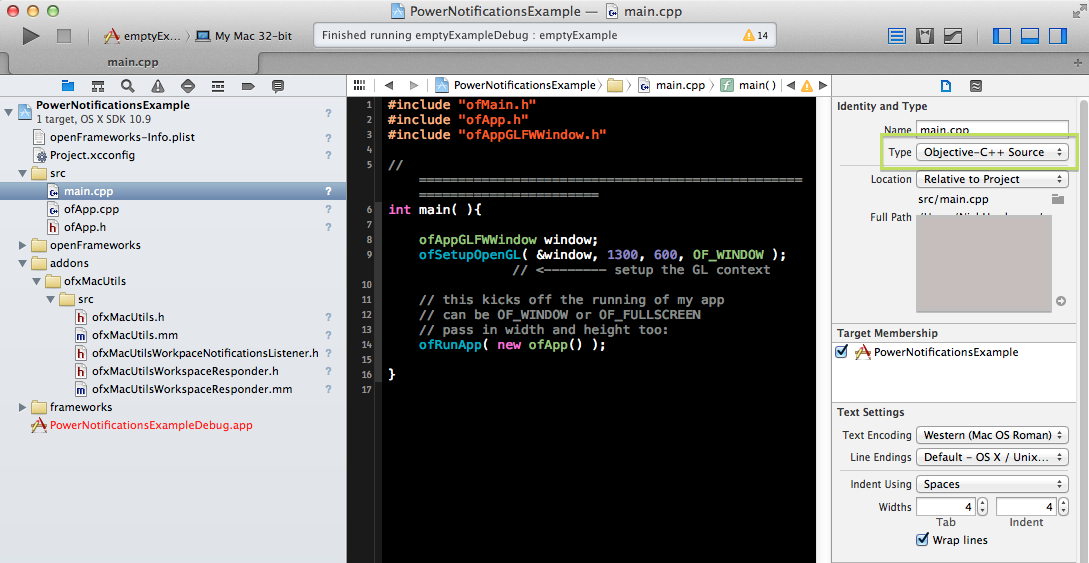 PowerNotificationsExample — main.cpp
emptyEx... My Mac 32-bit
Finished running emptyExampleDebug : emptyExample
14
main.cpp
PowerNotificationsExample
1 target, OS X SDK 10.9
?
openFrameworks-Info.plist ?
Project.xcconfig ?
src
main.cpp ?
ofApp.cpp ?
ofApp.h ?
openFrameworks
addons
ofxMacUtils
src
ofxMacUtils.h ?
ofxMacUtils.mm ?
ofxMacUtilsWorkpaceNotificationsListener.h ?
ofxMacUtilsWorkspaceResponder.h ?
ofxMacUtilsWorkspaceResponder.mm ?
frameworks
PowerNotificationsExampleDebug.app
PowerNotificationsExample main.cpp f main()
1 #include "ofMain.h"
2 #include "ofApp.h"
3 #include "ofAppGLFWWindow.h"
4
5 //
========================================================================
6 int main( ){
7
8 ofAppGLFWWindow window;
9 ofSetupOpenGL( &window, 1300, 600, OF_WINDOW );
// <-------- setup the GL context
10
11 // this kicks off the running of my app
12 // can be OF_WINDOW or OF_FULLSCREEN
13 // pass in width and height too:
14 ofRunApp( new ofApp() );
15
16 }
17
Identity and Type
Name main.cpp
Type Objective-C++ Source
Location Relative to Project
src/main.cpp
Full Path
Target Membership
PowerNotificationsExample
Text Settings
Text Encoding Western (Mac OS Roman)
Line Endings Default - OS X / Unix...
Indent Using Spaces
Widths 4 4
Tab Indent
Wrap lines